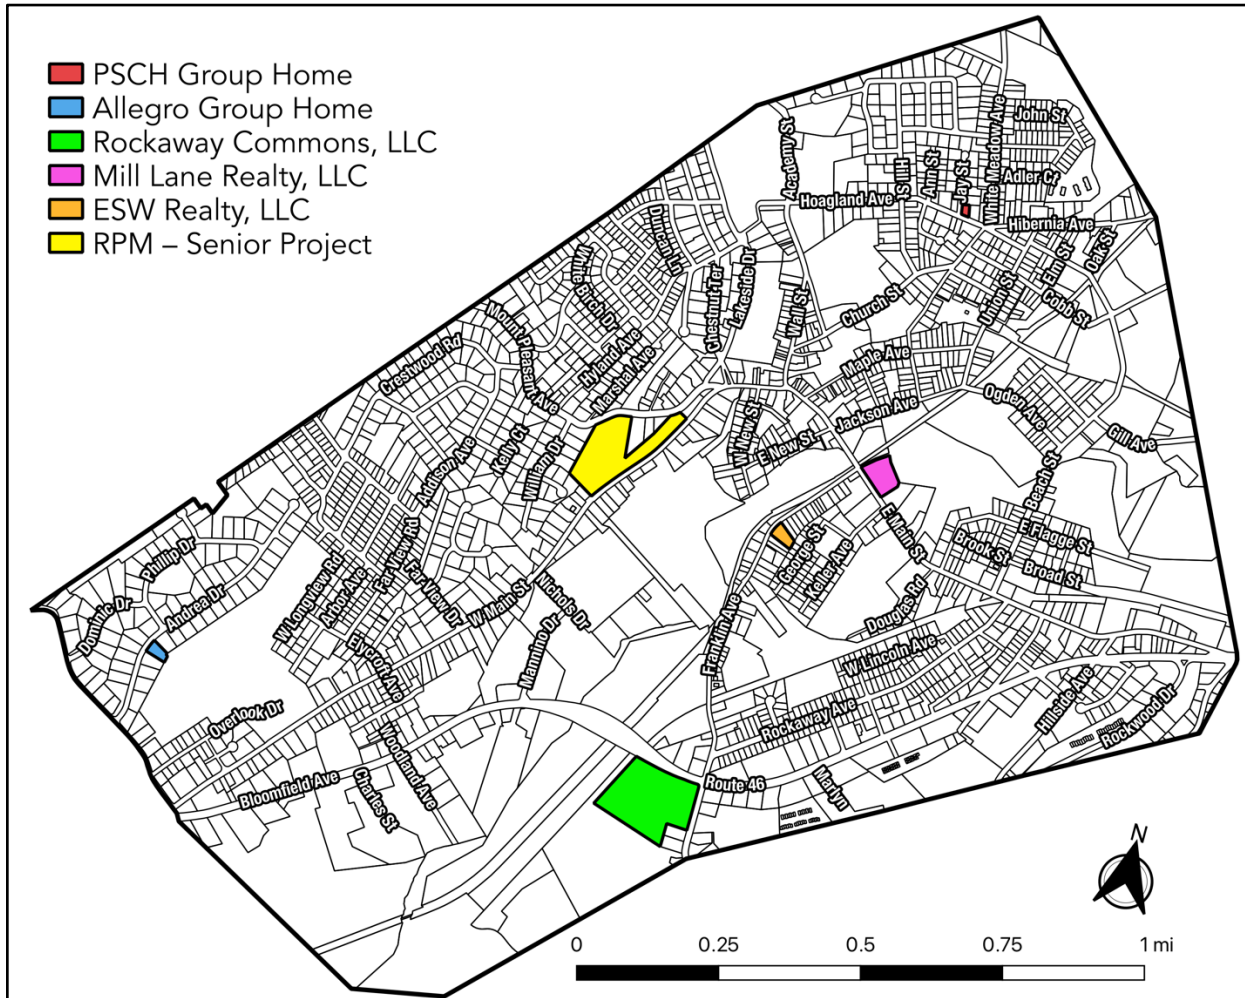 PSCH Group Home
Allegro Group Home
Rockaway Commons, LLC
Mill Lane Realty, LLC
ESW Realty, LLC
RPM – Senior Project
John St
White Meadow Ave
Academy St
Adler Ct
Ann St
Jay St
Hill St
Hoagland Ave
Hibernia Ave
Duncan Ln
Oak St
Elm St
White
Birch Dr
Lakeside Dr
Chestnut Ter
Wall St
Union St
Cobb St
Church St
Mount Pleasant Ave
Hyland Ave
Marshal Ave
Crestwood Rd
Maple Ave
Ogden Ave
Jackson Ave
W New St
E New St
Gill Ave
Kelly Ct
William Dr
Addison Ave
Beach St
E Main St
E Flagge St
Brook St
Broad St
George St
Keller Ave
Phillip Dr
Fairview Rd
Far View Dr
W Longview Rd
Arbor Ave
Andrea Dr
Dominic Dr
W Main St
Nichols Dr
Mannino Dr
Franklin Ave
Douglas Rd
W Lincoln Ave
Elycroft Ave
Overlook Dr
Rockaway Ave
Hillside Ave
Rockwood Dr
Woodland Ave
Bloomfield Ave
Charles St
Route 46
Marlyn
N
0 0.25 0.5 0.75 1 mi